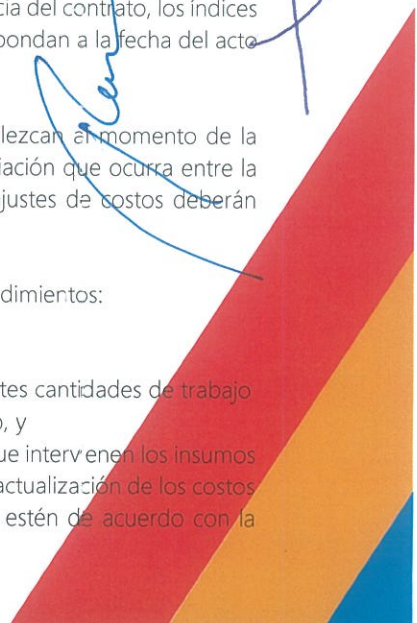 cia del contrato, los índices
pondan a la fecha del acto
lezcan al momento de la
iación que ocurra entre la
ajustes de costos deberán
dimientos:
tes cantidades de trabajo
o, y
ue intervienen los insumos
actualización de los costos
estén de acuerdo con la